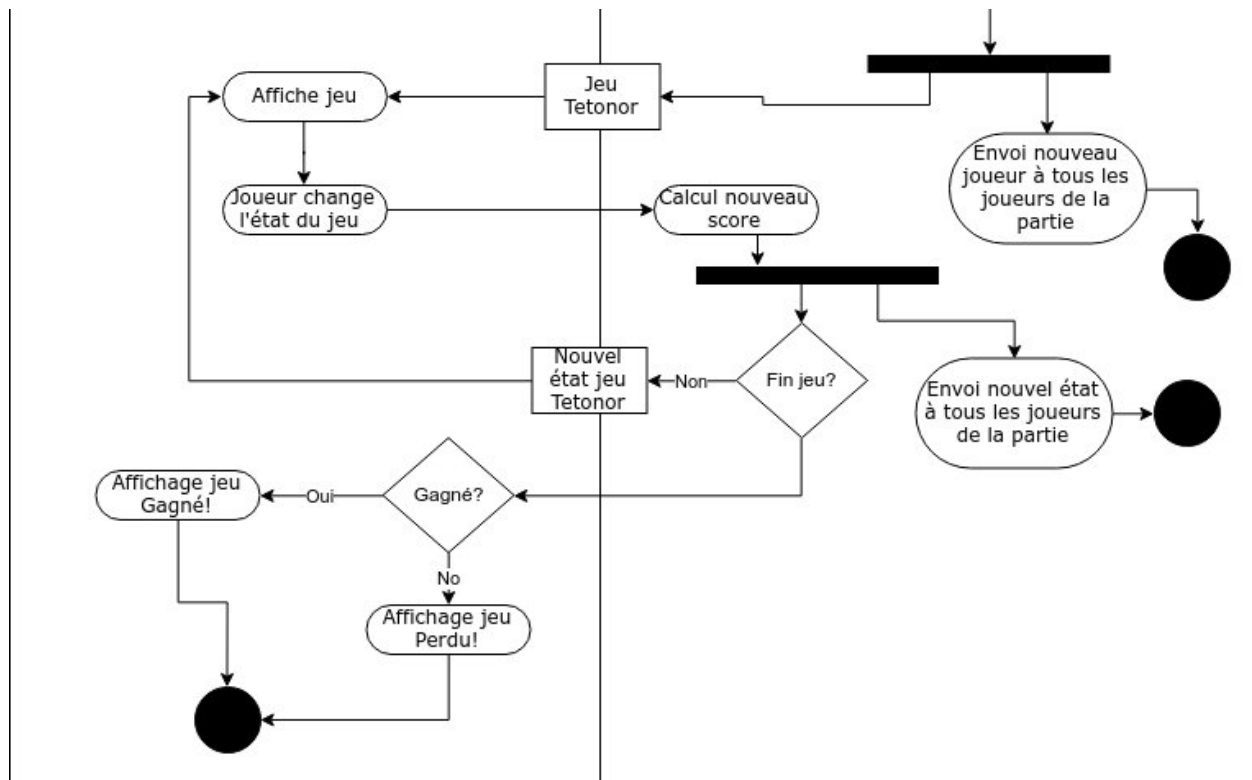 Affiche jeu
Jeu
Tetonor
Envoi nouveau
joueur à tous les
joueurs de la
partie
Joueur change
l'état du jeu
Calcul nouveau
score
Nouvel
état jeu
Tetonor
Non
Fin jeu?
Envoi nouvel état
à tous les joueurs
de la partie
Affichage jeu
Gagné!
Oui
Gagné?
No
Affichage jeu
Perdu!